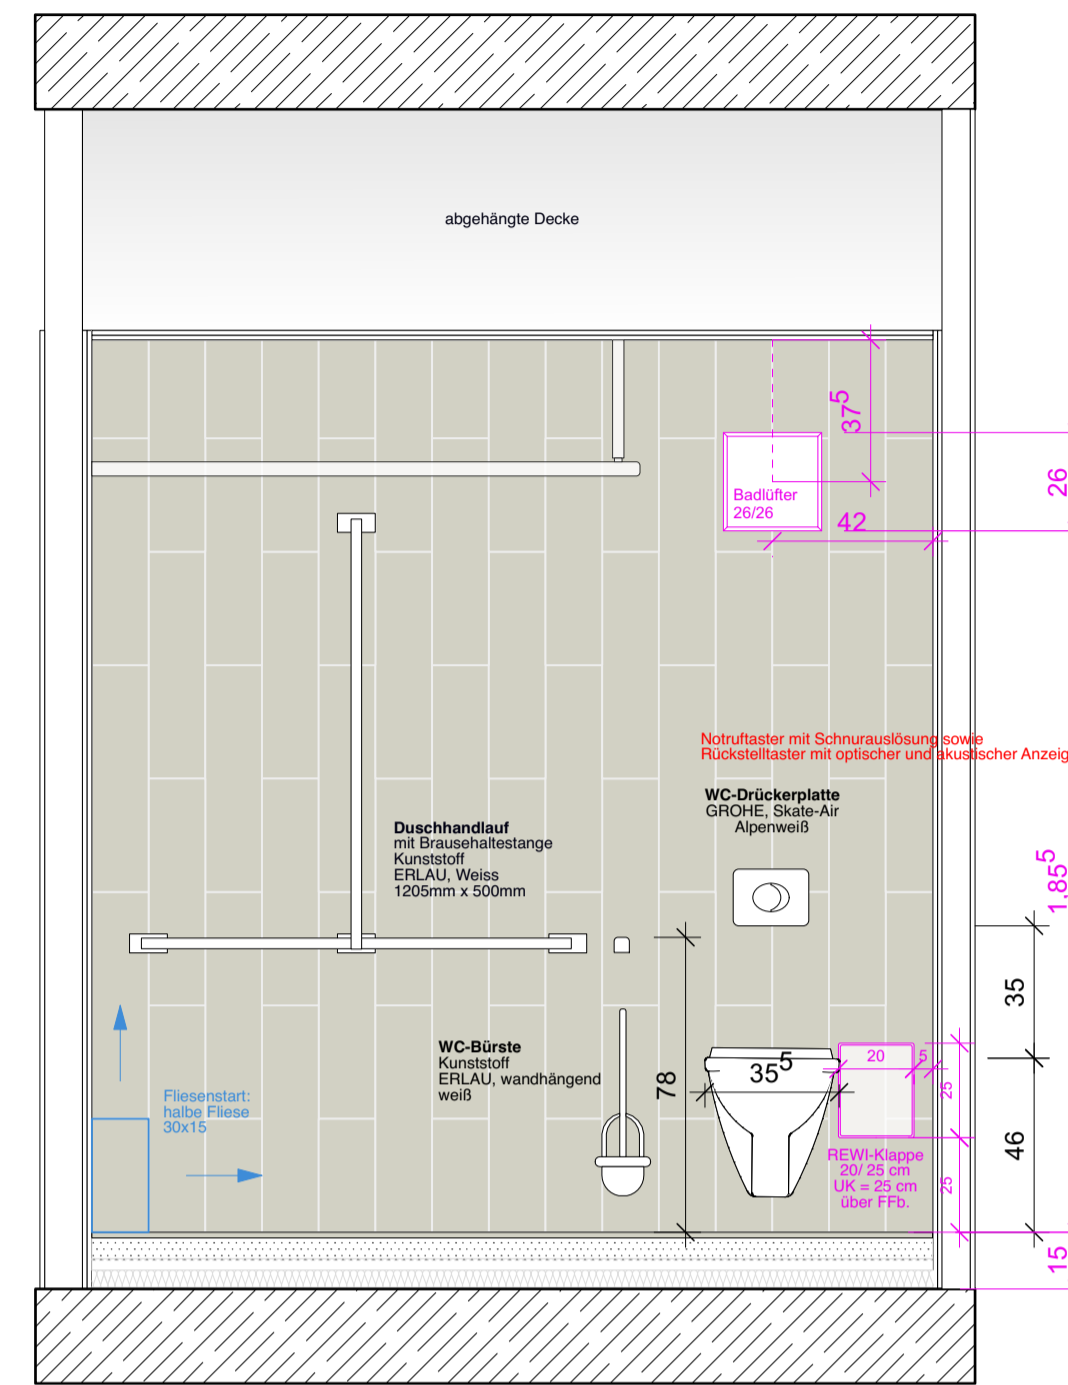 abgehängte Decke
37⁵
26
Badlüfter
26/26
42
Notruftaster mit Schnurauslösung sowie
Rückstelltaster mit optischer und akustischer Anzeig
WC-Drückerplatte
GROHE, Skate-Air
Alpenweiß
Duschhandlauf
mit Brausehaltestange
Kunststoff
ERLAU, Weiss
1205mm x 500mm
1.85⁵
35
WC-Bürste
Kunststoff
ERLAU, wandhängend
weiß
78
35⁵
20
5
25
46
Fliesenstart:
halbe Fliese
30x15
REWI-Klappe
20/ 25 cm
UK = 25 cm
über FFb.
25
15